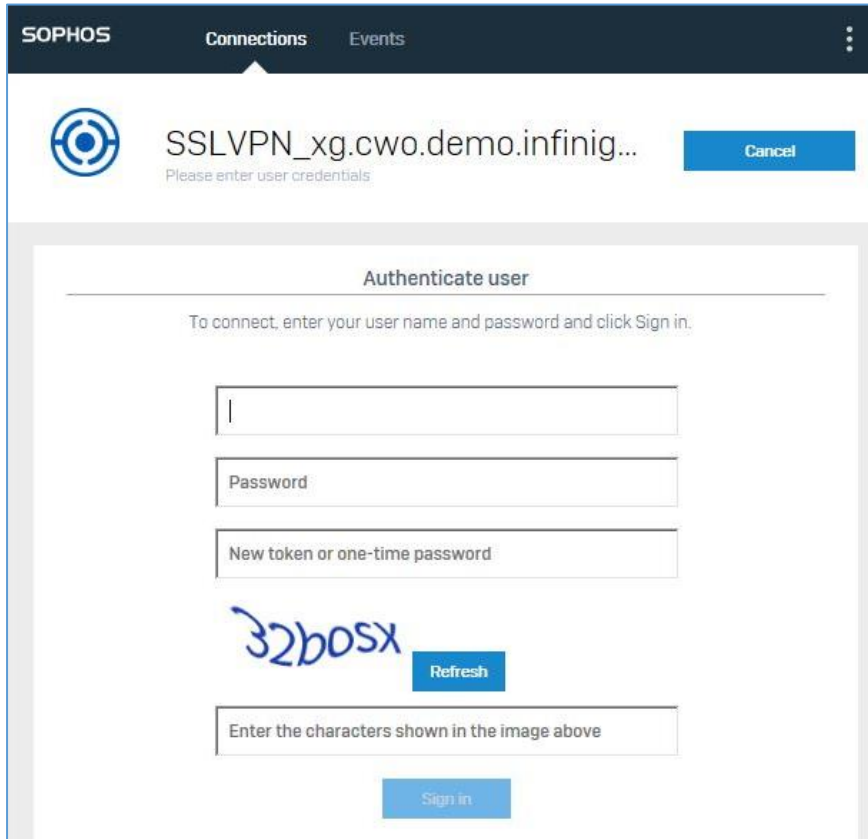 SOPHOS Connections Events
SSLVPN_xg.cwo.demo.infinig... Cancel
Please enter user credentials
Authenticate user
To connect, enter your user name and password and click Sign in.
Password
New token or one-time password
Refresh
Enter the characters shown in the image above
Sign in